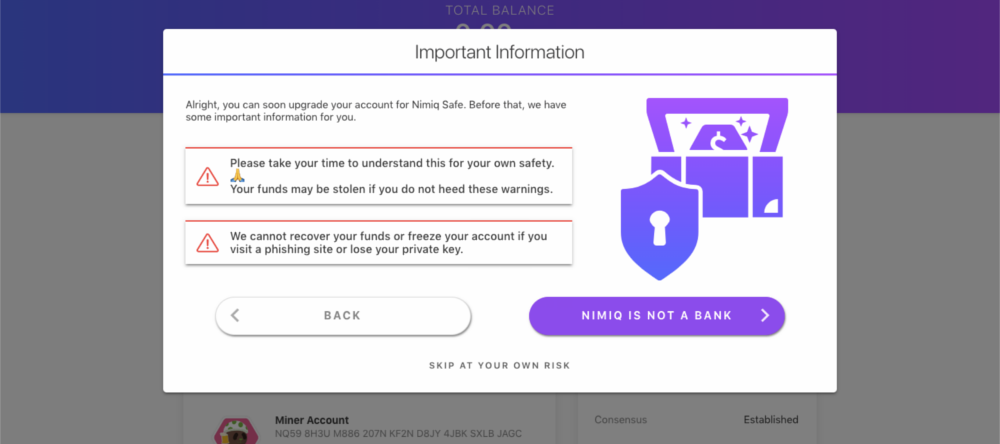 TOTAL BALANCE
Important Information
Alright, you can soon upgrade your account for Nimiq Safe. Before that, we have
some important information for you.
Please take your time to understand this for your own safety.
🙏
Your funds may be stolen if you do not heed these warnings.
We cannot recover your funds or freeze your account if you
visit a phishing site or lose your private key.
BACK
NIMIQ IS NOT A BANK
SKIP AT YOUR OWN RISK
Miner Account
NQ59 8H3U M886 207N KF2N D8JY 4JBK SXLB JAGC
Consensus
Established